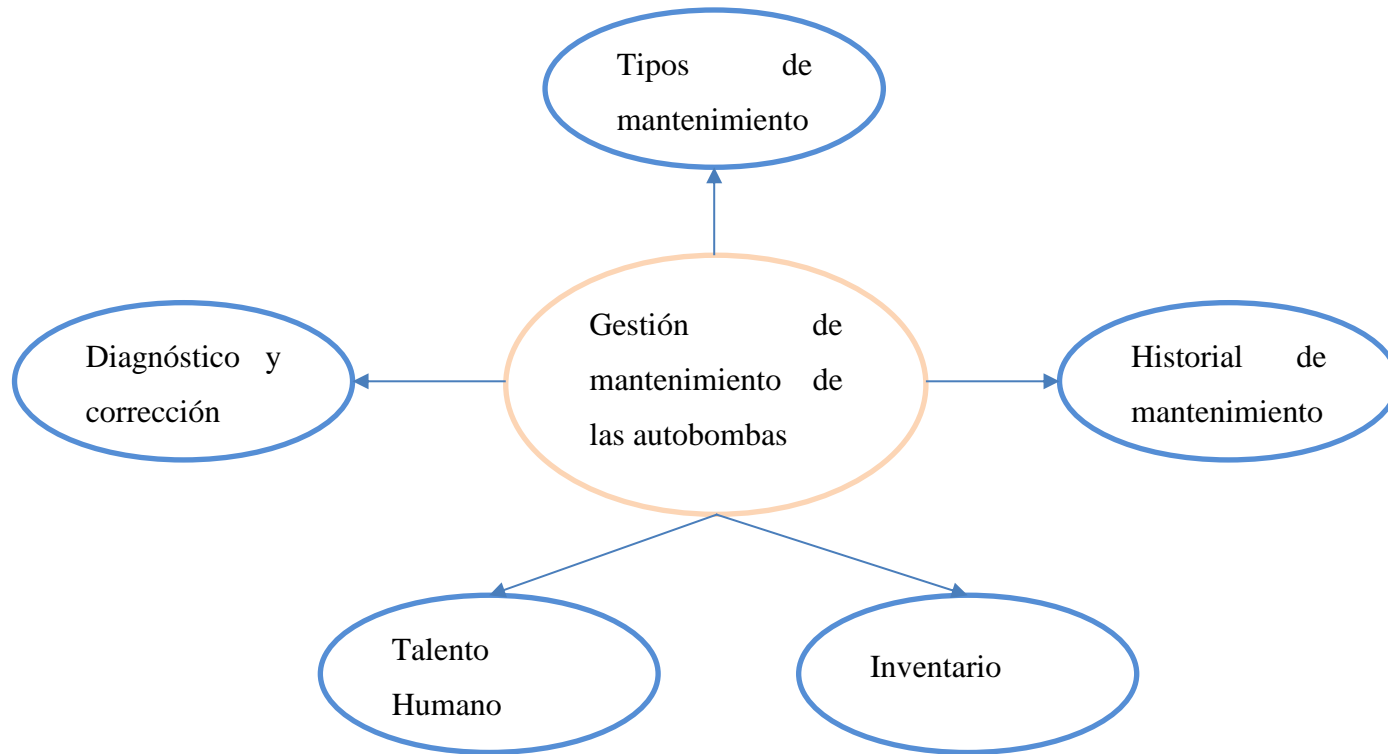 Tipos de
mantenimiento
Gestión de
mantenimiento de
las autobombas
Diagnóstico y
corrección
Historial de
mantenimiento
Talento
Humano
Inventario